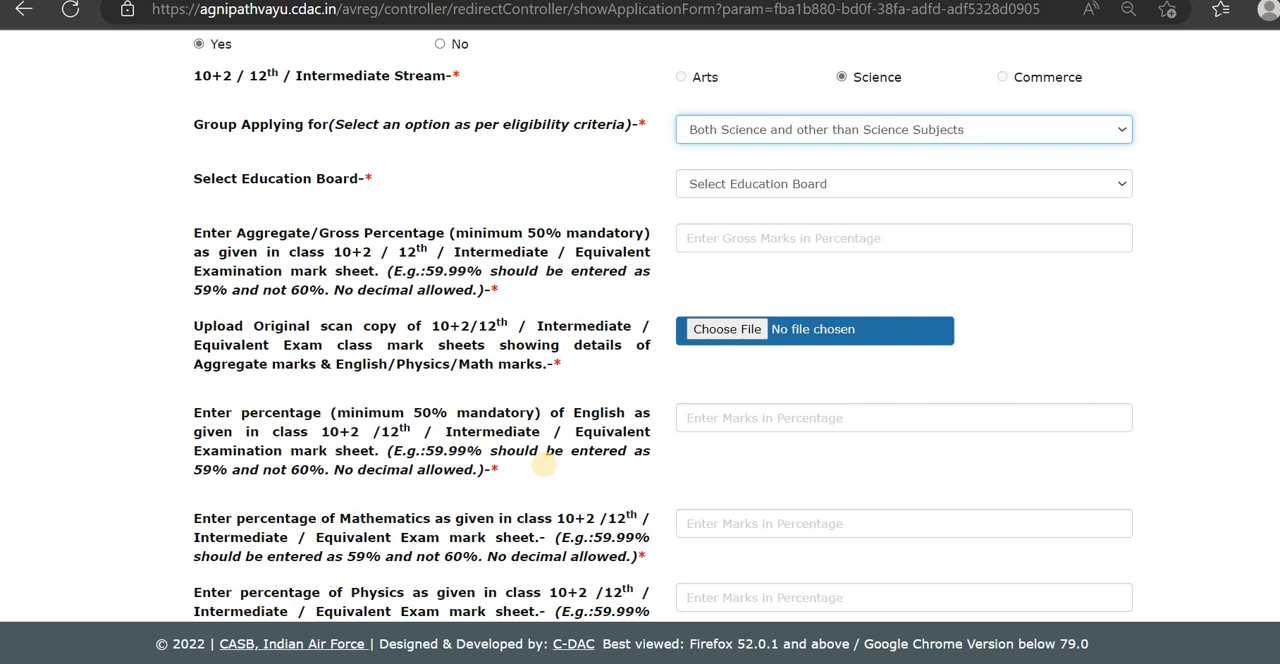 https://agnipathvayu.cdac.in/avreg/controller/redirectController/showApplicationForm?param=fba1b880-bd0f-38fa-adfd-adf5328d0905
Yes No
10+2 / 12th / Intermediate Stream-* Arts Science Commerce
Group Applying for(Select an option as per eligibility criteria)-* Both Science and other than Science Subjects
Select Education Board-* Select Education Board
Enter Aggregate/Gross Percentage (minimum 50% mandatory)
as given in class 10+2 / 12th / Intermediate / Equivalent
Examination mark sheet. (E.g.:59.99% should be entered as
59% and not 60%. No decimal allowed.)-*
Enter Gross Marks in Percentage
Upload Original scan copy of 10+2/12th / Intermediate /
Equivalent Exam class mark sheets showing details of
Aggregate marks & English/Physics/Math marks.-*
Choose File No file chosen
Enter percentage (minimum 50% mandatory) of English as
given in class 10+2 /12th / Intermediate / Equivalent
Examination mark sheet. (E.g.:59.99% should be entered as
59% and not 60%. No decimal allowed.)-*
Enter Marks in Percentage
Enter percentage of Mathematics as given in class 10+2 /12th /
Intermediate / Equivalent Exam mark sheet.- (E.g.:59.99%
should be entered as 59% and not 60%. No decimal allowed.)*
Enter Marks in Percentage
Enter percentage of Physics as given in class 10+2 /12th /
Intermediate / Equivalent Exam mark sheet.- (E.g.:59.99%
Enter Marks in Percentage
© 2022 | CASB, Indian Air Force | Designed & Developed by: C-DAC Best viewed: Firefox 52.0.1 and above / Google Chrome Version below 79.0